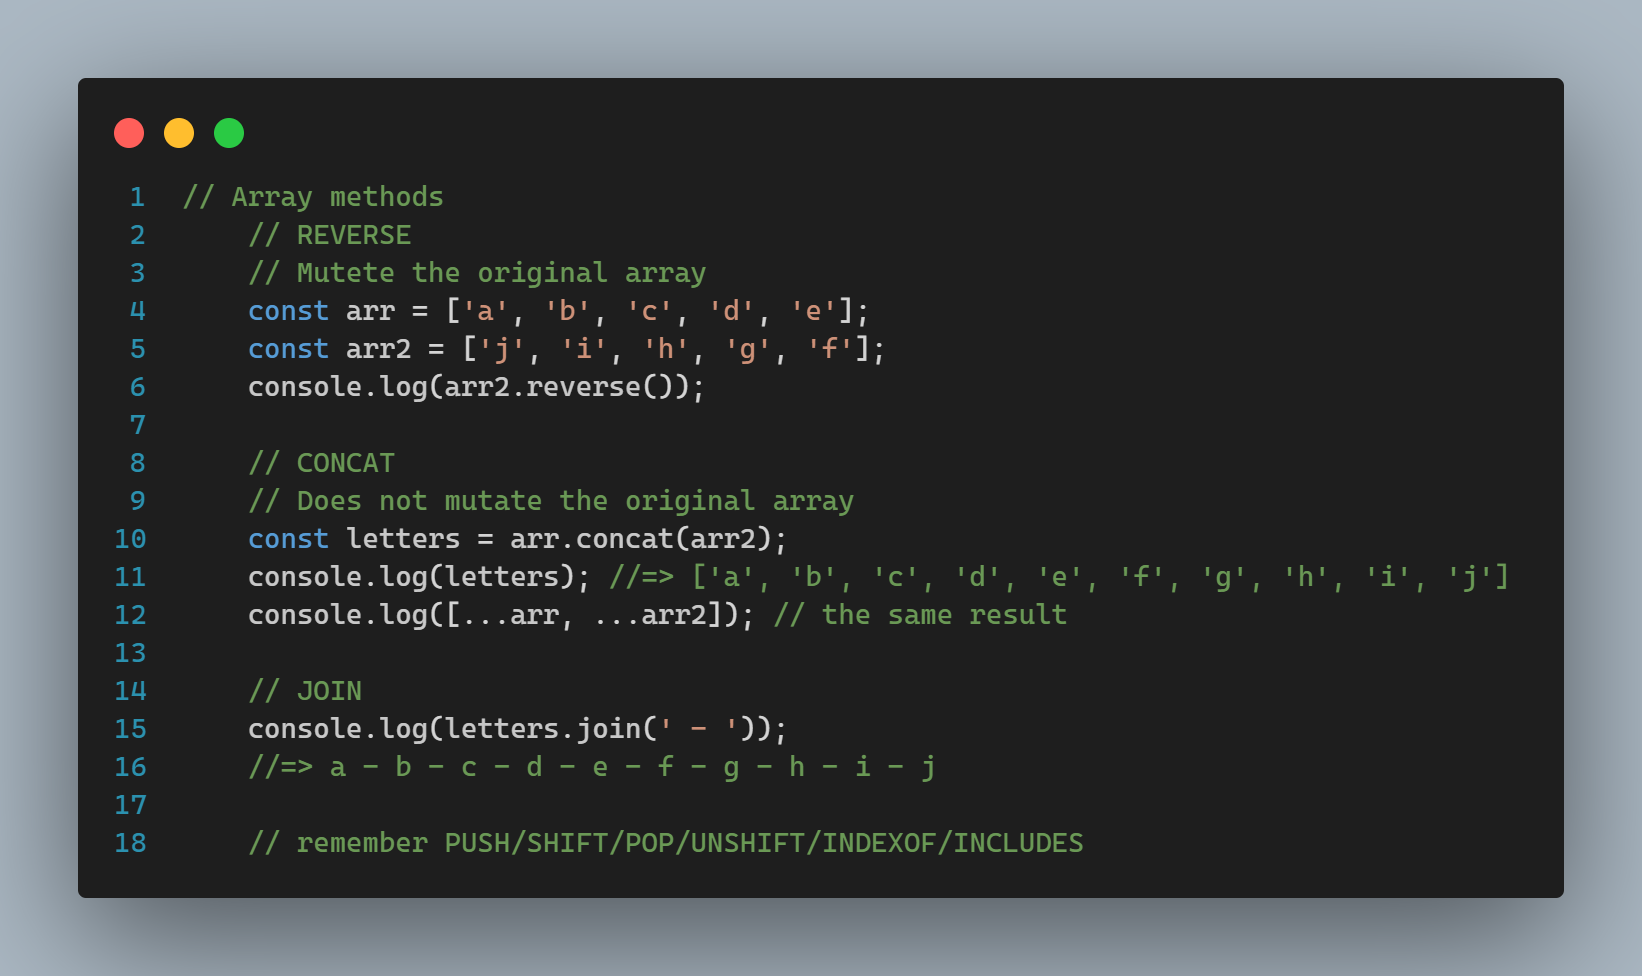 1 // Array methods
2 // REVERSE
3 // Mutete the original array
4 const arr = ['a', 'b', 'c', 'd', 'e'];
5 const arr2 = ['j', 'i', 'h', 'g', 'f'];
6 console.log(arr2.reverse());
7
8 // CONCAT
9 // Does not mutate the original array
10 const letters = arr.concat(arr2);
11 console.log(letters); //=> ['a', 'b', 'c', 'd', 'e', 'f', 'g', 'h', 'i', 'j']
12 console.log([...arr, ...arr2]); // the same result
13
14 // JOIN
15 console.log(letters.join(' - '));
16 //=> a - b - c - d - e - f - g - h - i - j
17
18 // remember PUSH/SHIFT/POP/UNSHIFT/INDEXOF/INCLUDES